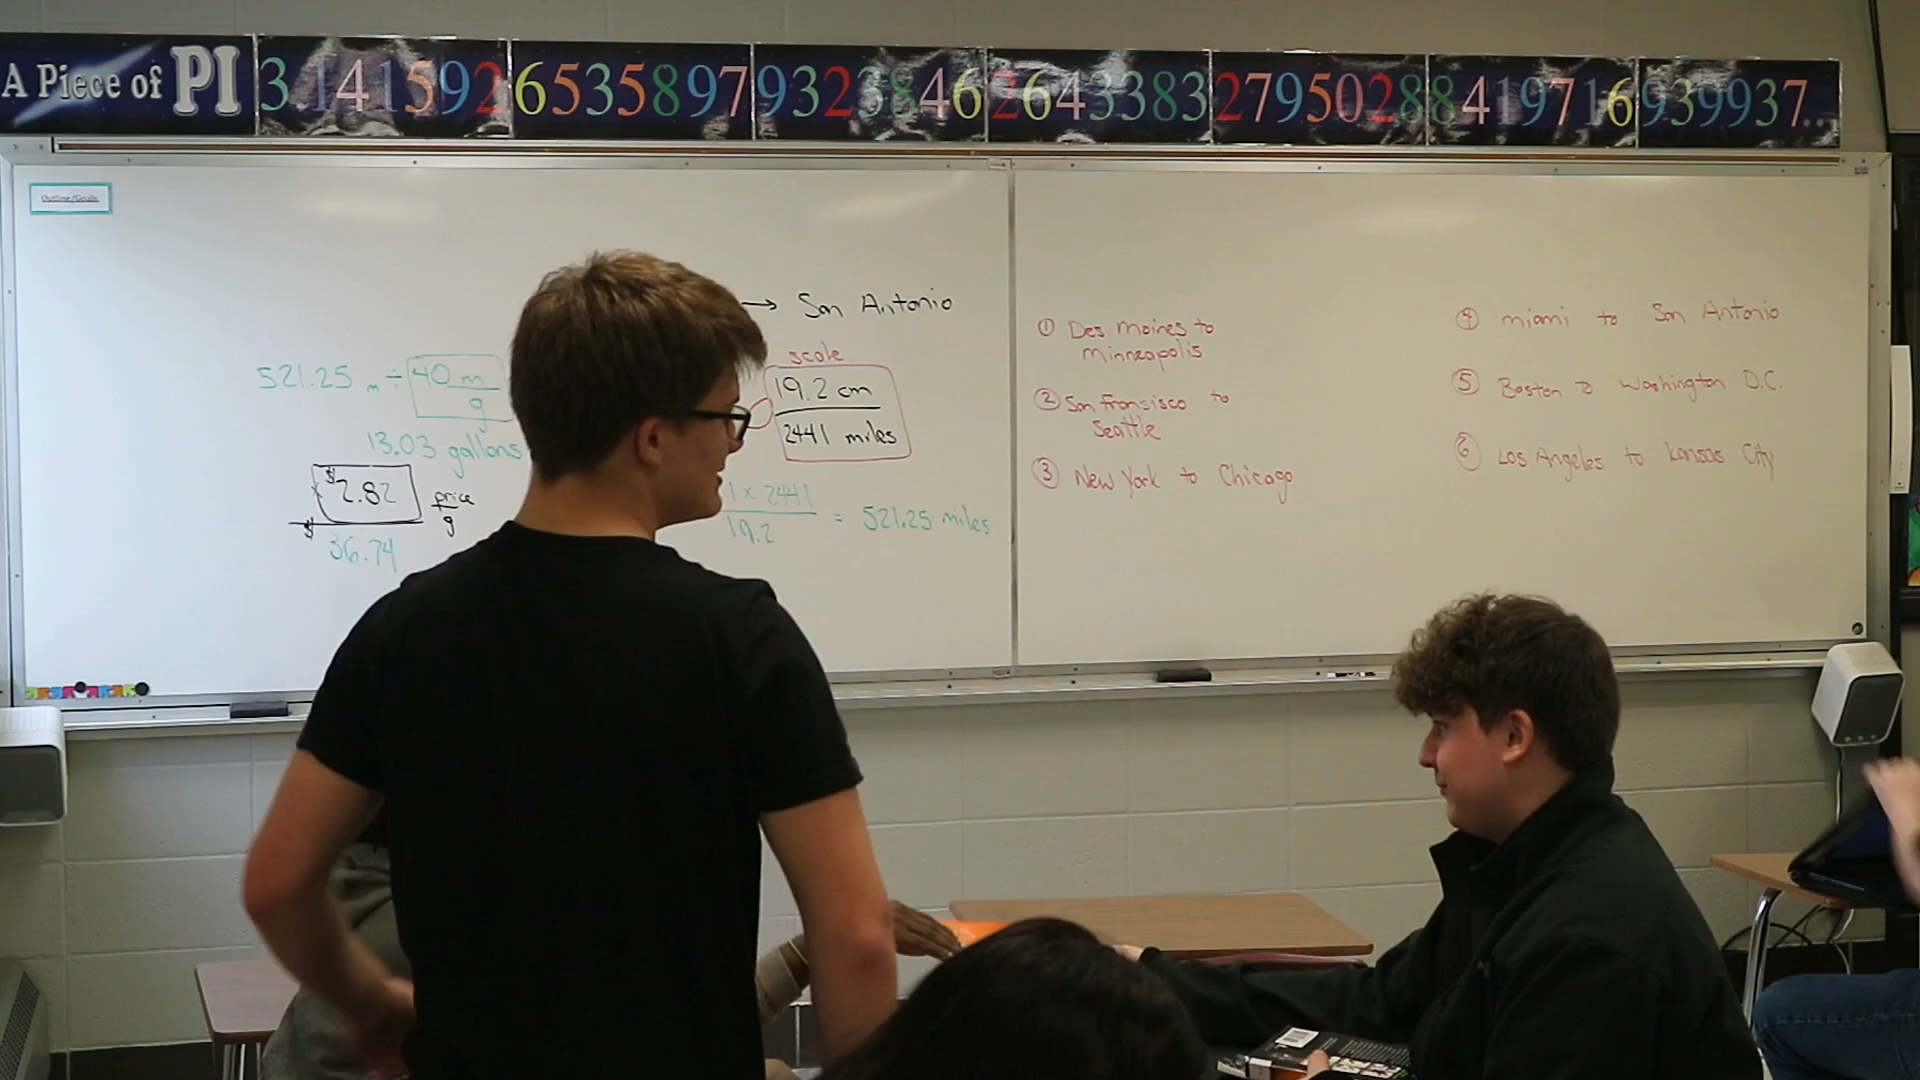 A Piece of PI 3.14159265358979323846264338327950288419716939937...
Outline/Goals:
→ San Antonio
scale
19.2 cm
2441 miles
521.25 m ÷ 40 m
g
13.03 gallons
x $2.82 price
g
$36.74
1 x 2441
19.2
= 521.25 miles
① Des Moines to
minneapolis
② San Fransisco to
Seattle
③ New York to Chicago
④ miami to San Antonio
⑤ Boston to Washington D.C.
⑥ Los Angeles to Kansas City